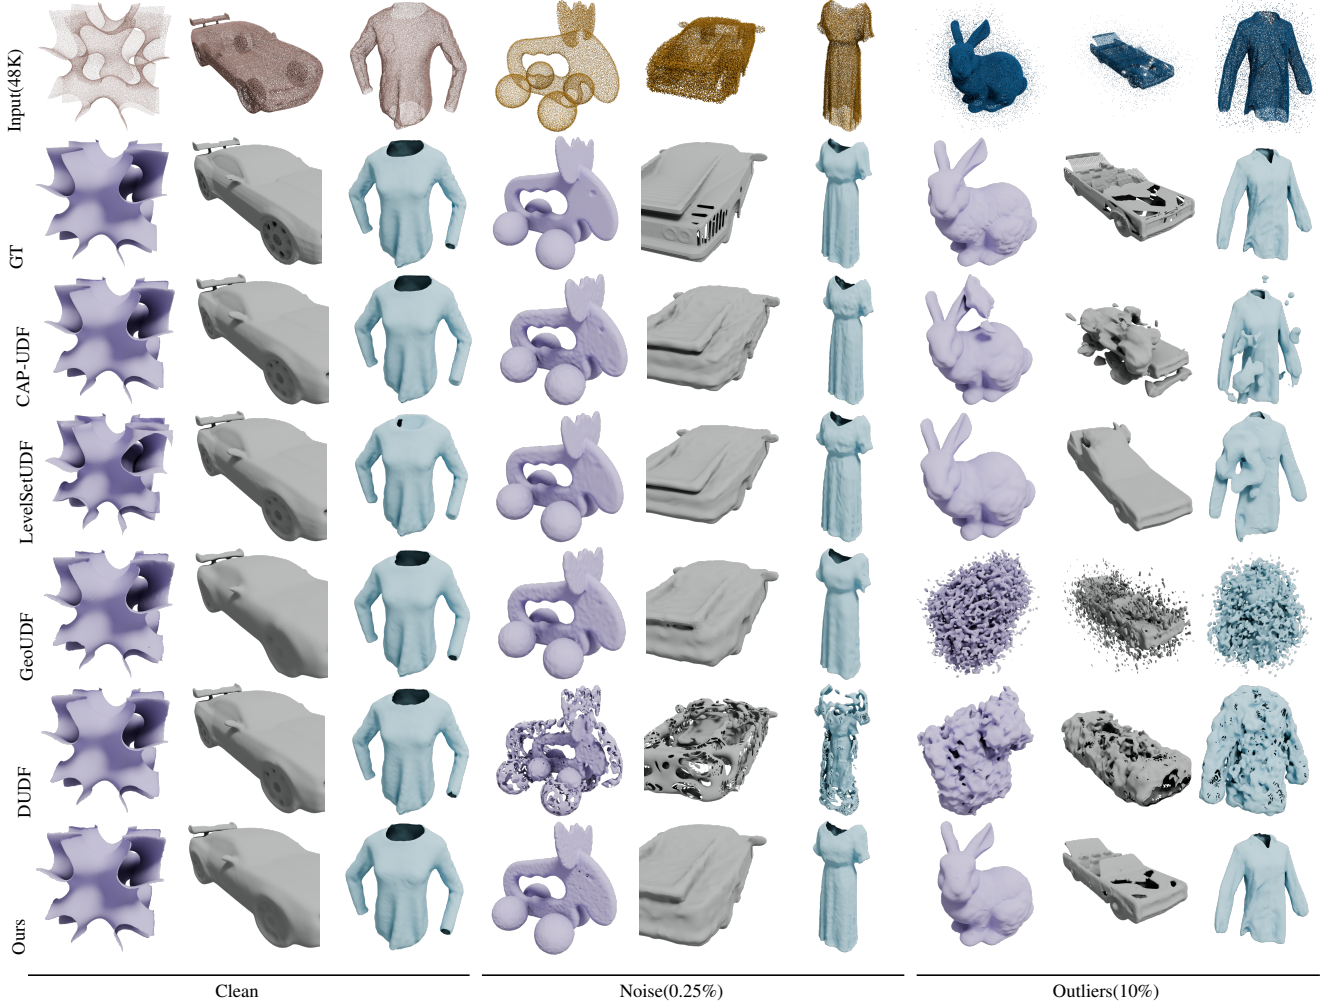 Input(48K)
GT
CAP-UDF
LevelSetUDF
GeoUDF
DUDF
Ours
Clean
Noise(0.25%)
Outliers(10%)